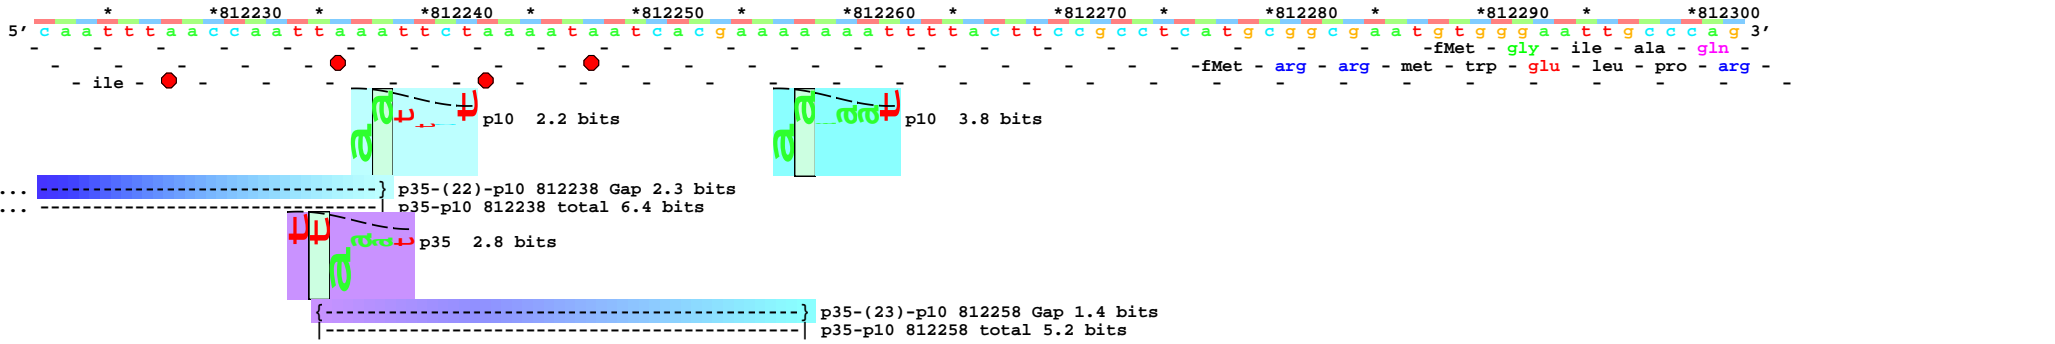 * *812230 * *812240 * *812250 * *812260 * *812270 * *812280 * *812290 * *812300
5' c a a t t t a a c c a a t t a a a t t c t a a a a t a a t c a c g a a a a a a a t t t t a c t t c c g c c t c a t g c g g c g a a t g t g g g a a t t g c c c a g 3'
- - - - - - - - - - - - - - - - - - - - - - -fMet - gly - ile - ala - gln -
- - - - - - - - - - - - - - - - -fMet - arg - arg - met - trp - glu - leu - pro - arg -
- ile - - - - - - - - - - - - - - - - - - - - - - - -
a a t t t p10 2.2 bits a a a a t p10 3.8 bits
... ----------------} p35-(22)-p10 812238 Gap 2.3 bits
... ----------------| p35-p10 812238 total 6.4 bits
t t a a a a t p35 2.8 bits
{-----------------------} p35-(23)-p10 812258 Gap 1.4 bits
|-----------------------| p35-p10 812258 total 5.2 bits